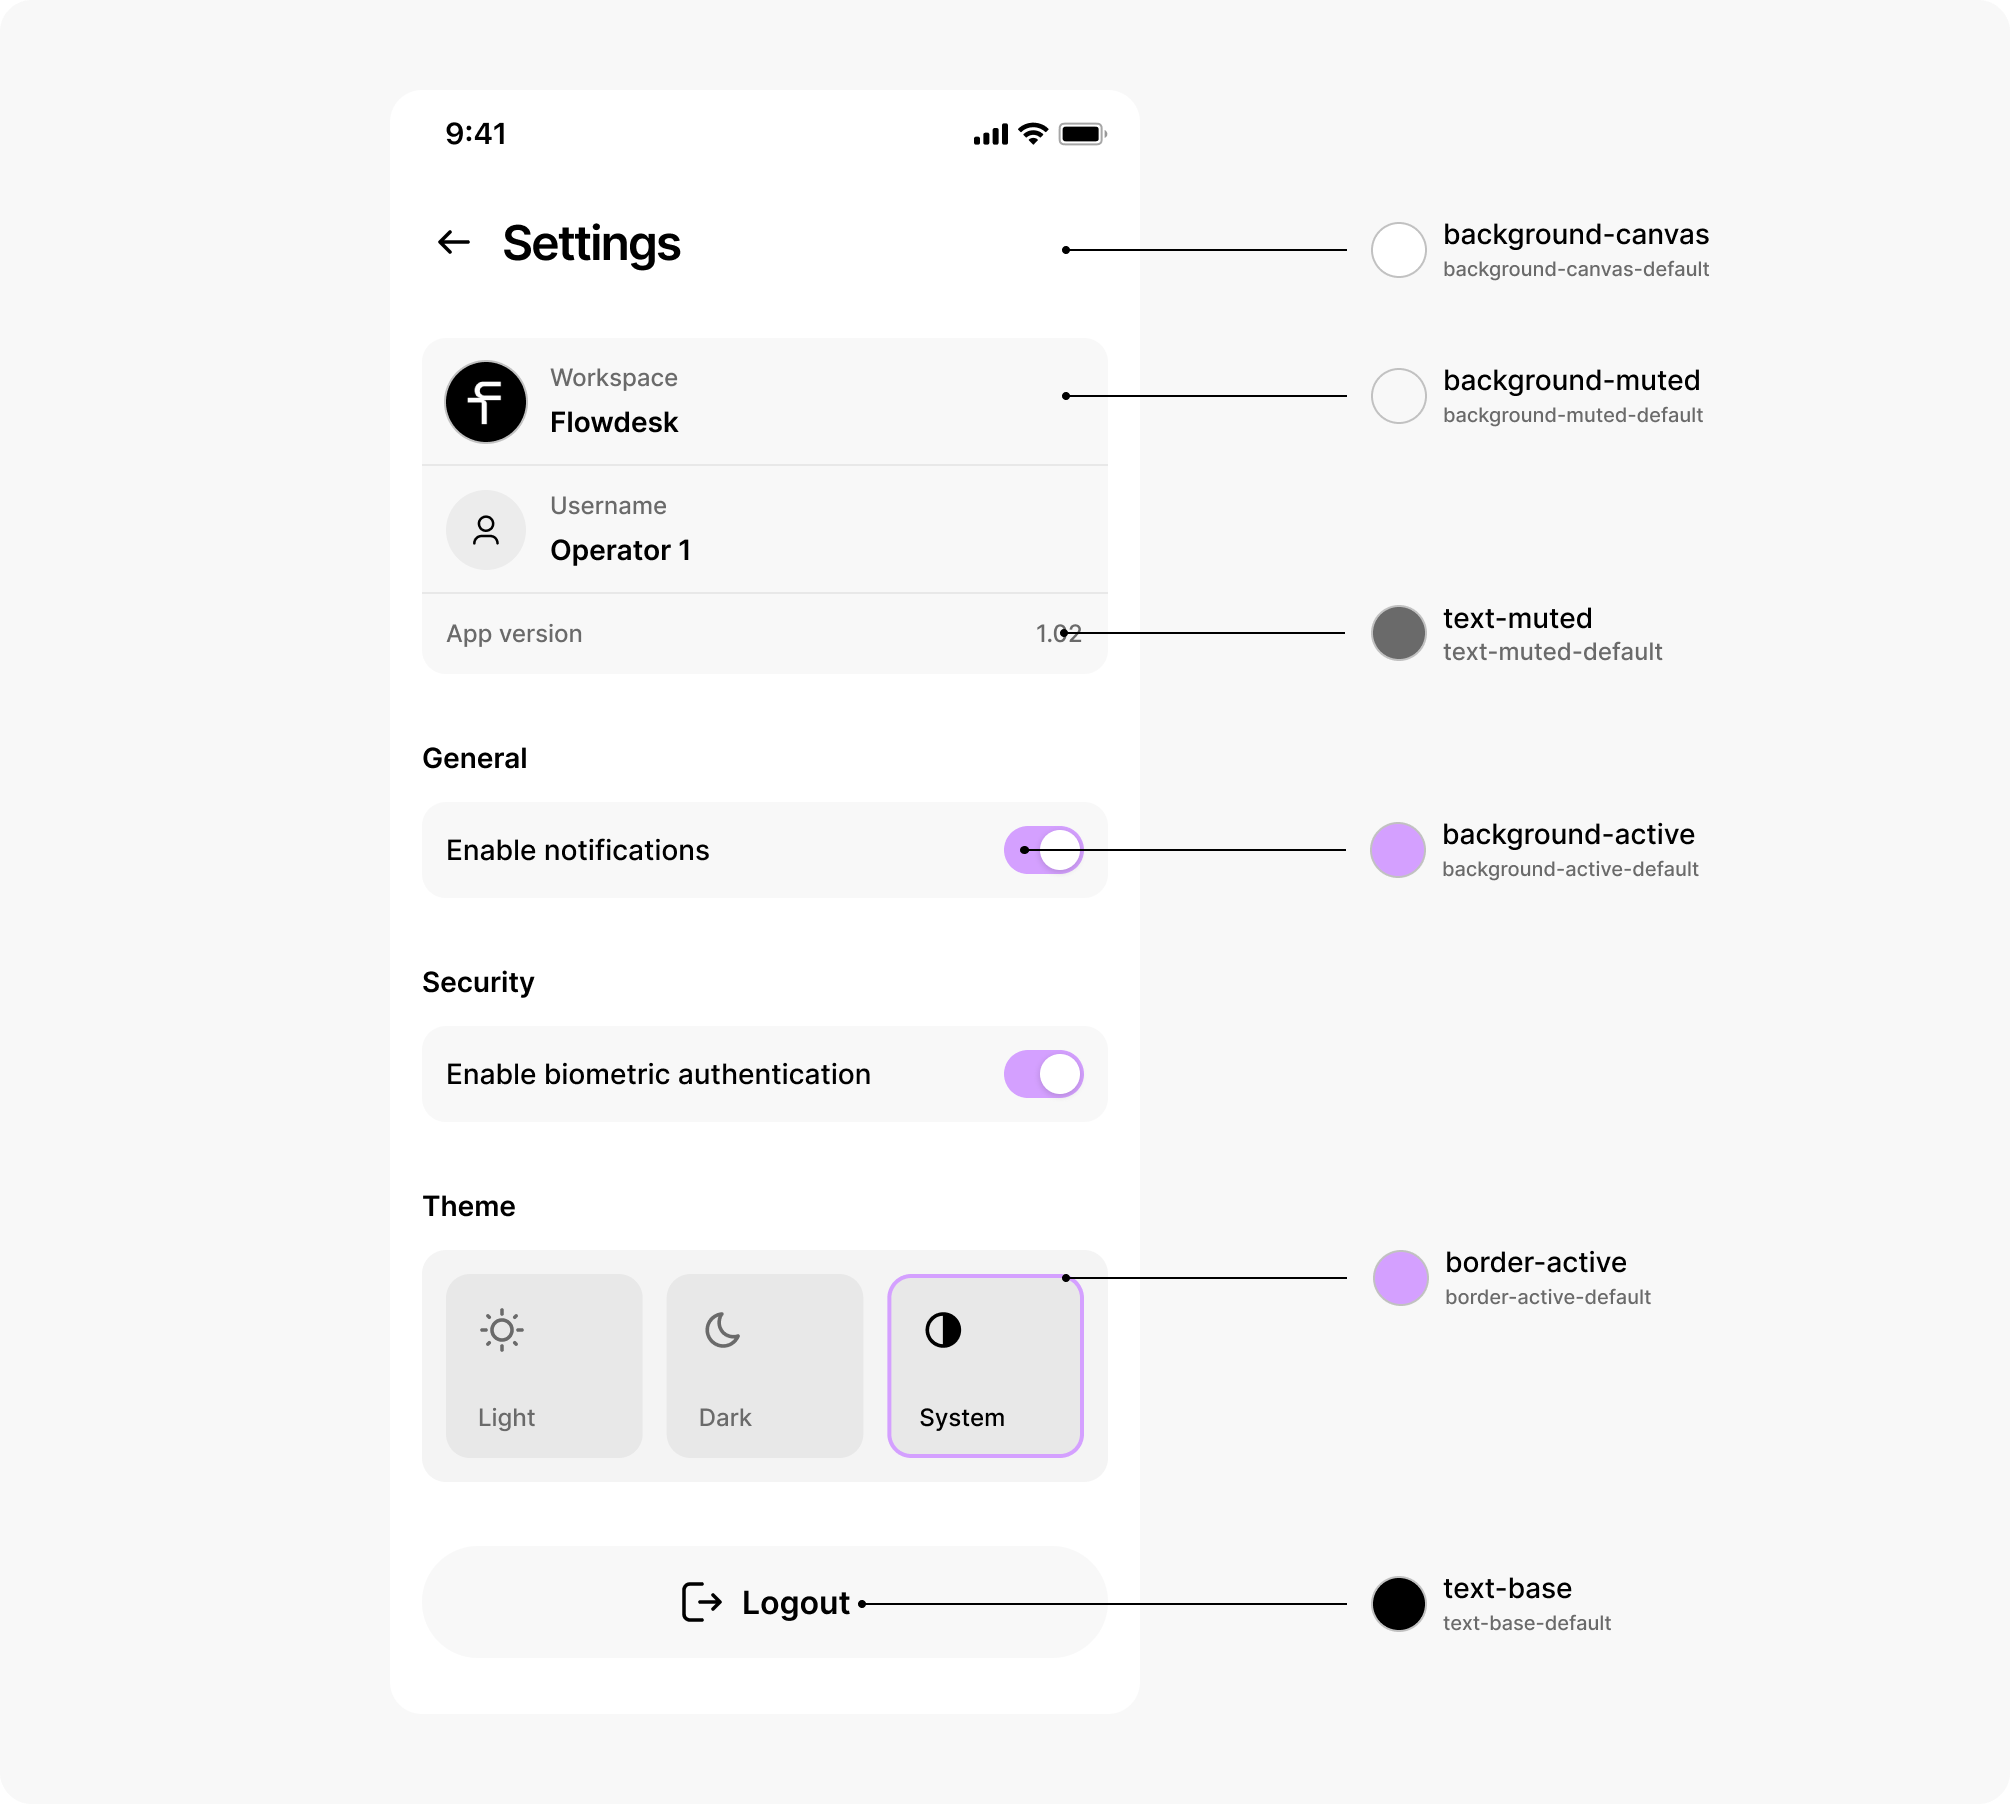 9:41
Settings
background-canvas
background-canvas-default
Workspace
Flowdesk
background-muted
background-muted-default
Username
Operator 1
App version
1.02
text-muted
text-muted-default
General
Enable notifications
background-active
background-active-default
Security
Enable biometric authentication
Theme
border-active
border-active-default
Light
Dark
System
Logout
text-base
text-base-default